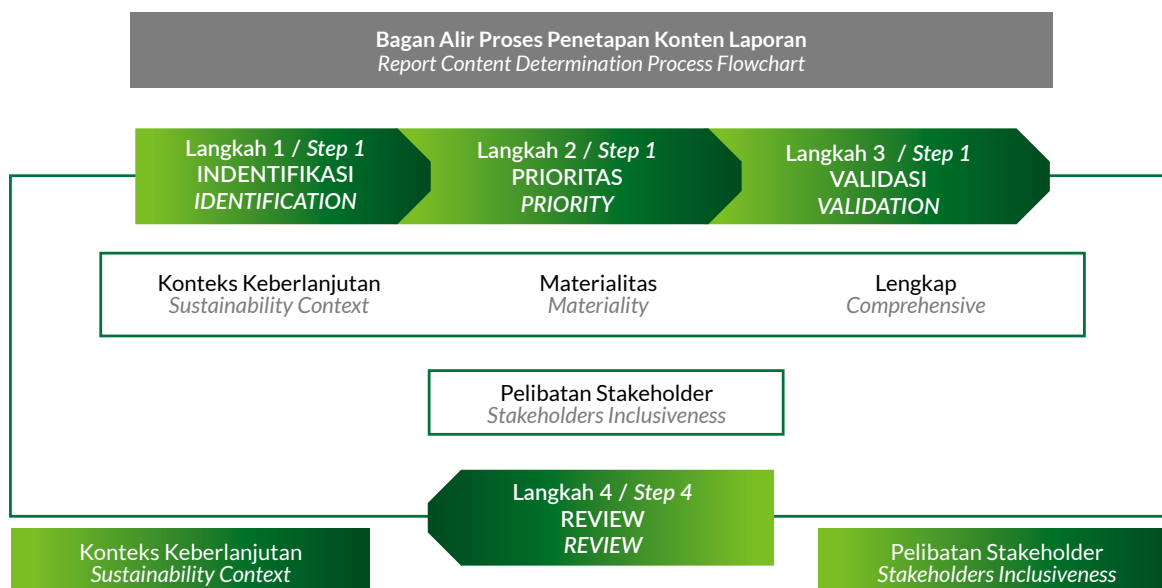 Bagan Alir Proses Penetapan Konten Laporan
Report Content Determination Process Flowchart
Langkah 1 / Step 1
INDENTIFIKASI
IDENTIFICATION
Langkah 2 / Step 1
PRIORITAS
PRIORITY
Langkah 3 / Step 1
VALIDASI
VALIDATION
Konteks Keberlanjutan
Sustainability Context
Materialitas
Materiality
Lengkap
Comprehensive
Pelibatan Stakeholder
Stakeholders Inclusiveness
Langkah 4 / Step 4
REVIEW
REVIEW
Konteks Keberlanjutan
Sustainability Context
Pelibatan Stakeholder
Stakeholders Inclusiveness